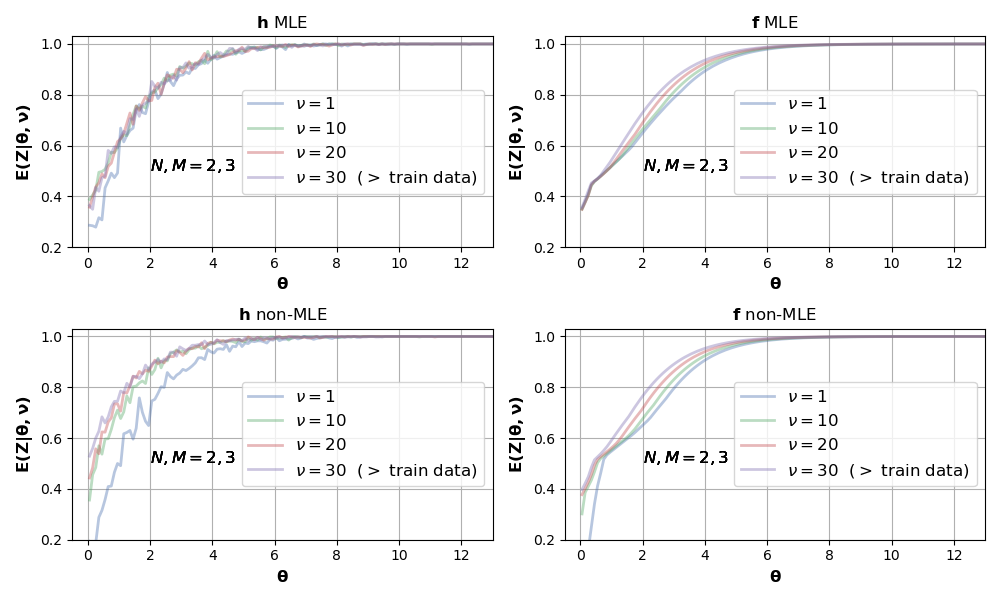 h MLE
E(Z|θ, ν)
1.0
0.8
0.6
0.4
0.2
N, M = 2, 3
ν = 1
ν = 10
ν = 20
ν = 30 (> train data)
0 2 4 6 8 10 12
θ
f MLE
E(Z|θ, ν)
1.0
0.8
0.6
0.4
0.2
N, M = 2, 3
ν = 1
ν = 10
ν = 20
ν = 30 (> train data)
0 2 4 6 8 10 12
θ
h non-MLE
E(Z|θ, ν)
1.0
0.8
0.6
0.4
0.2
N, M = 2, 3
ν = 1
ν = 10
ν = 20
ν = 30 (> train data)
0 2 4 6 8 10 12
θ
f non-MLE
E(Z|θ, ν)
1.0
0.8
0.6
0.4
0.2
N, M = 2, 3
ν = 1
ν = 10
ν = 20
ν = 30 (> train data)
0 2 4 6 8 10 12
θ